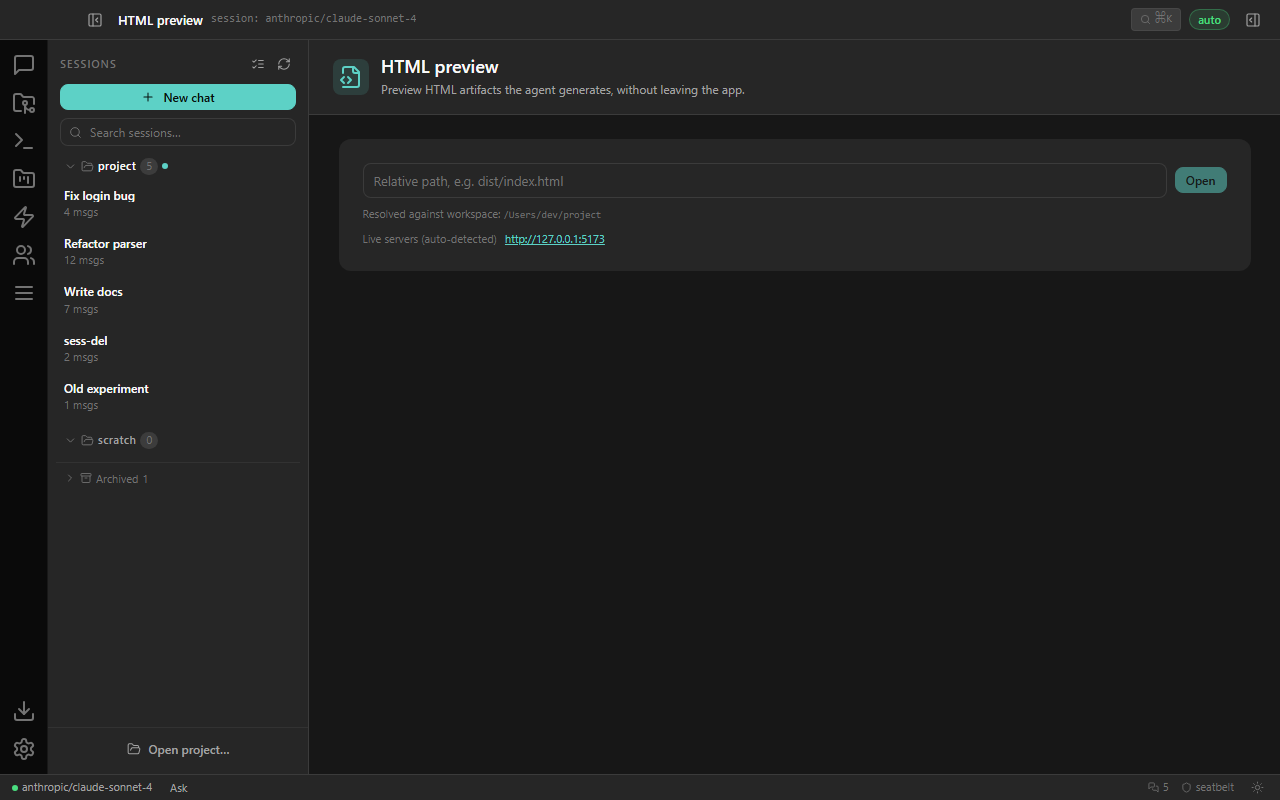 HTML preview session: anthropic/claude-sonnet-4
⌘K
auto
SESSIONS
New chat
Search sessions...
project 5
Fix login bug
4 msgs
Refactor parser
12 msgs
Write docs
7 msgs
sess-del
2 msgs
Old experiment
1 msgs
scratch 0
Archived 1
Open project...
HTML preview
Preview HTML artifacts the agent generates, without leaving the app.
Relative path, e.g. dist/index.html
Open
Resolved against workspace: /Users/dev/project
Live servers (auto-detected) http://127.0.0.1:5173
anthropic/claude-sonnet-4 Ask
5 seatbelt